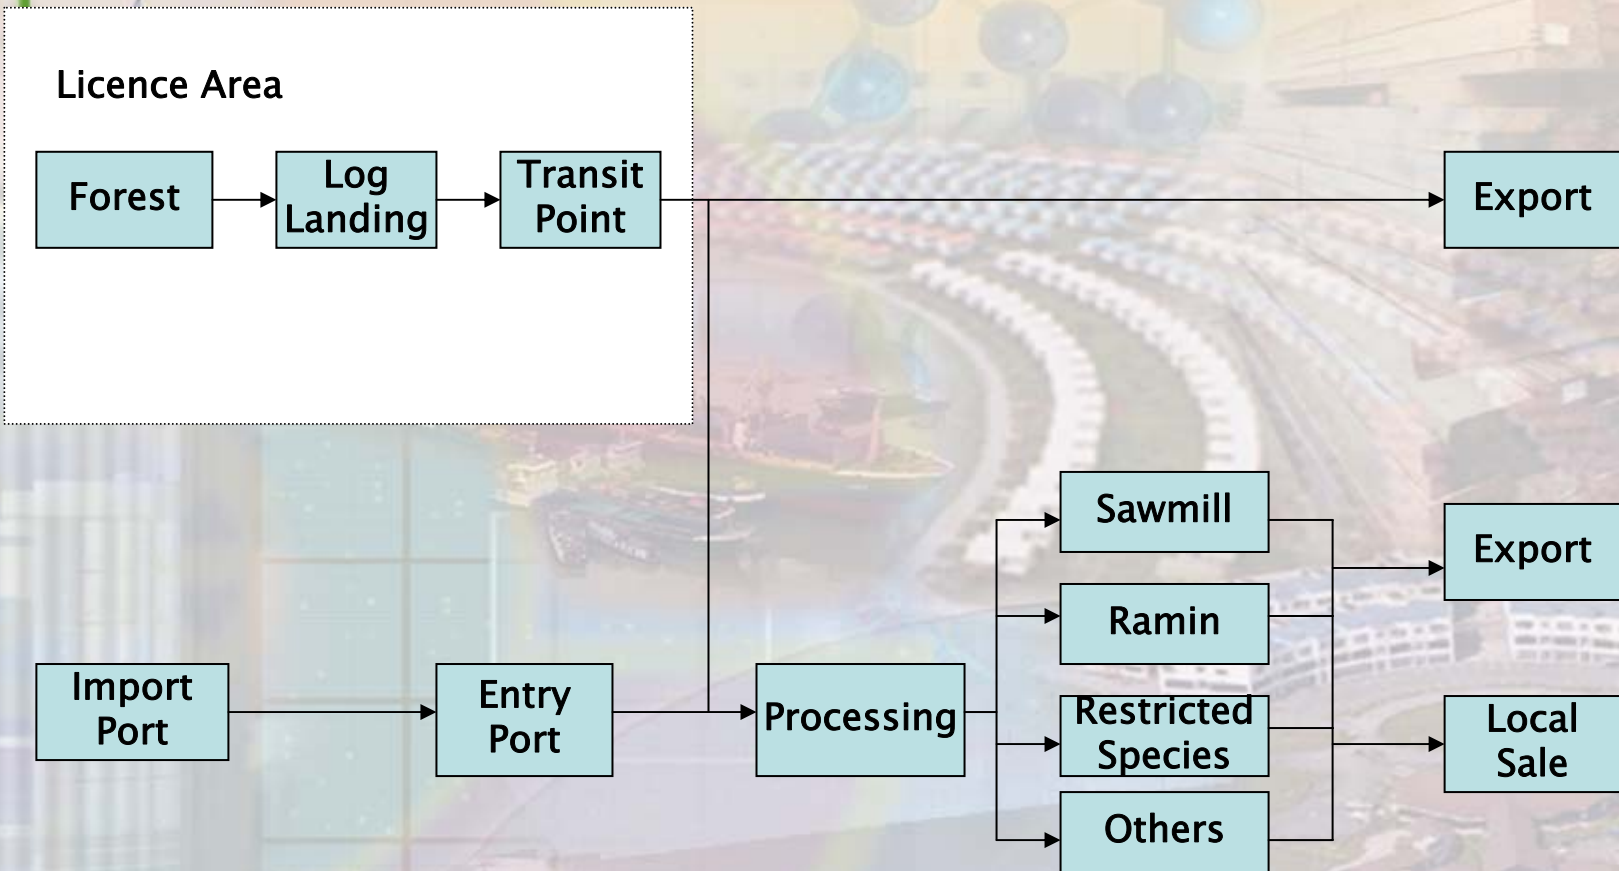 Licence Area
Forest
Log
Landing
Transit
Point
Export
Sawmill
Export
Ramin
Import
Port
Entry
Port
Processing
Restricted
Species
Local
Sale
Others